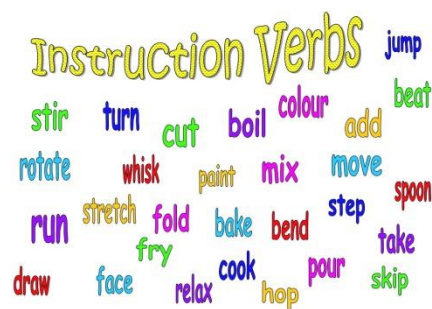 Instruction Verbs
jump
stir turn cut boil colour add beat
rotate whisk paint mix move spoon
run stretch fold bake bend step take
fry
draw face relax cook hop pour skip